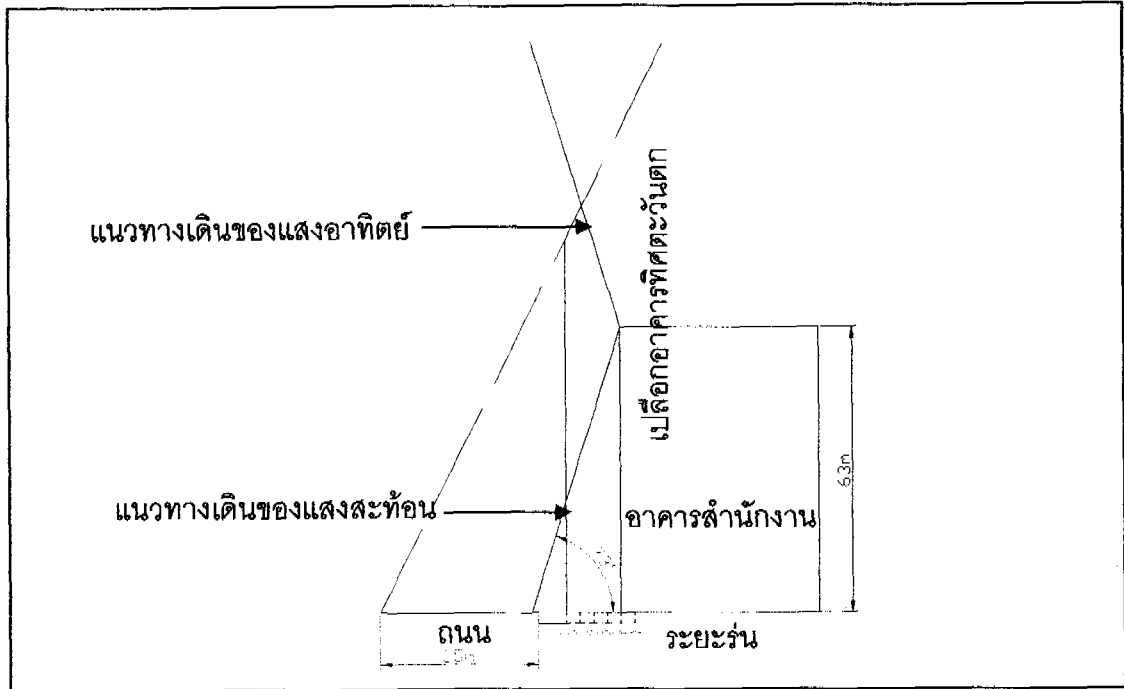 แนวทางเดินของแสงอาทิตย์
เปลือกอาคารทิศตะวันตก
63m
แนวทางเดินของแสงสะท้อน
อาคารสำนักงาน
ถนน
ระยะร่น